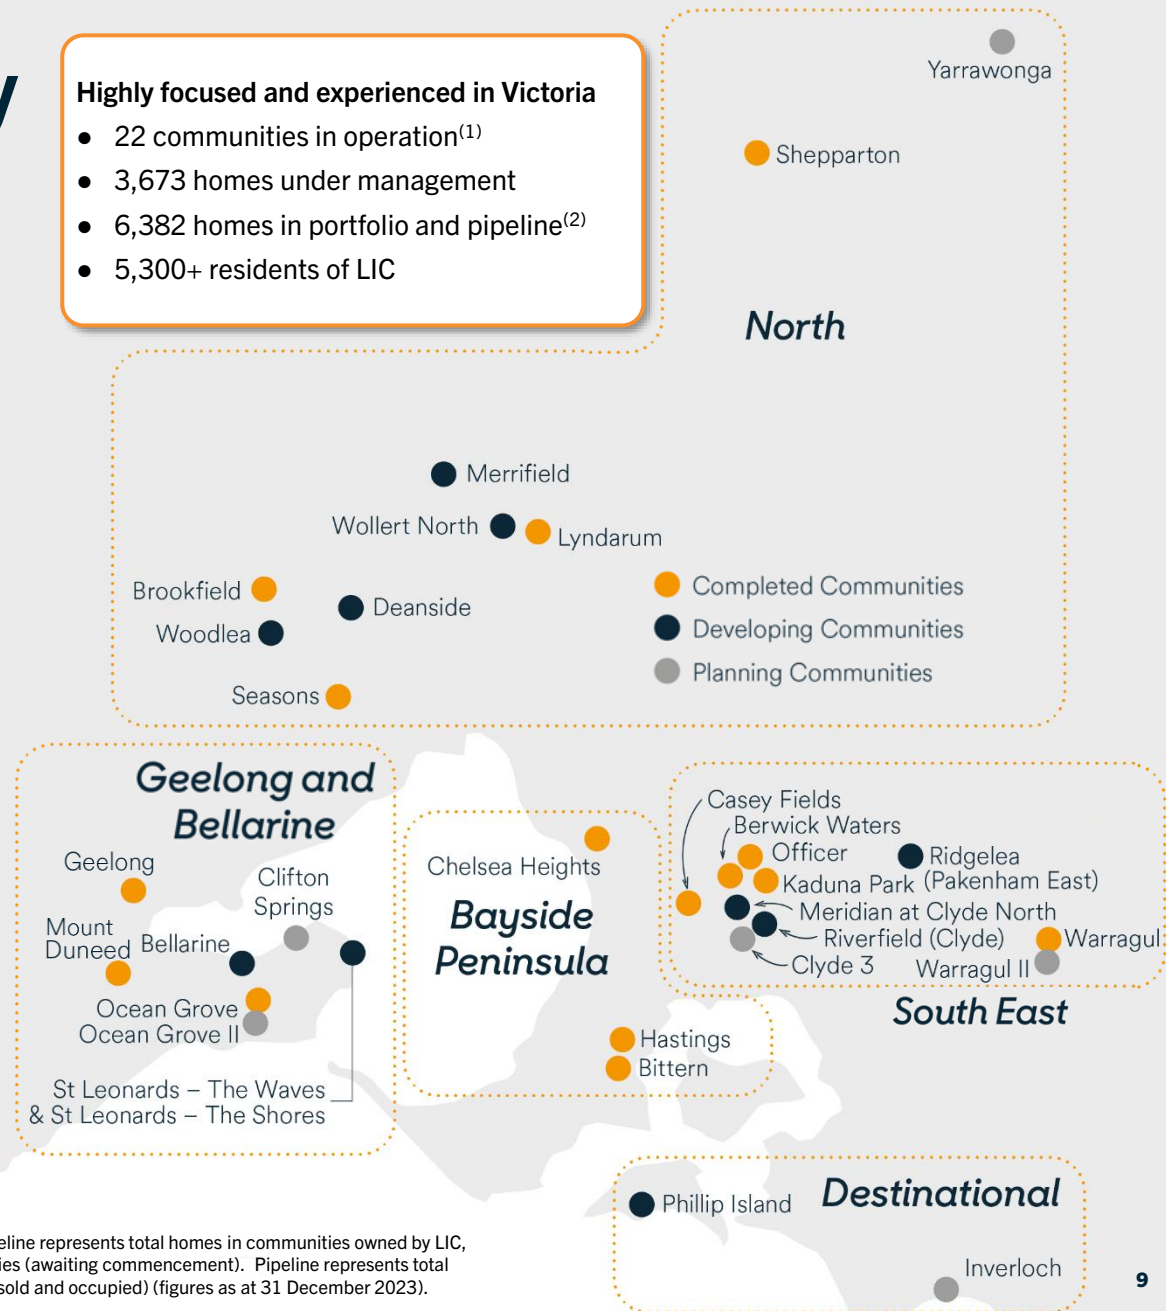 y
Highly focused and experienced in Victoria
● 22 communities in operation(1)
● 3,673 homes under management
● 6,382 homes in portfolio and pipeline(2)
● 5,300+ residents of LIC
Yarrawonga
Shepparton
North
Merrifield
Wollert North
Lyndarum
Brookfield
Deanside
Woodlea
Seasons
Completed Communities
Developing Communities
Planning Communities
Geelong and
Bellarine
Geelong
Clifton
Springs
Mount
Duneed
Bellarine
Ocean Grove
Ocean Grove II
St Leonards – The Waves
& St Leonards – The Shores
Chelsea Heights
Bayside
Peninsula
Hastings
Bittern
Casey Fields
Berwick Waters
Officer
Ridgelea
(Pakenham East)
Kaduna Park
Meridian at Clyde North
Riverfield (Clyde)
Clyde 3
Warragul
Warragul II
South East
Phillip Island
Destinational
Inverloch
eline represents total homes in communities owned by LIC,
ies (awaiting commencement). Pipeline represents total
sold and occupied) (figures as at 31 December 2023).
9